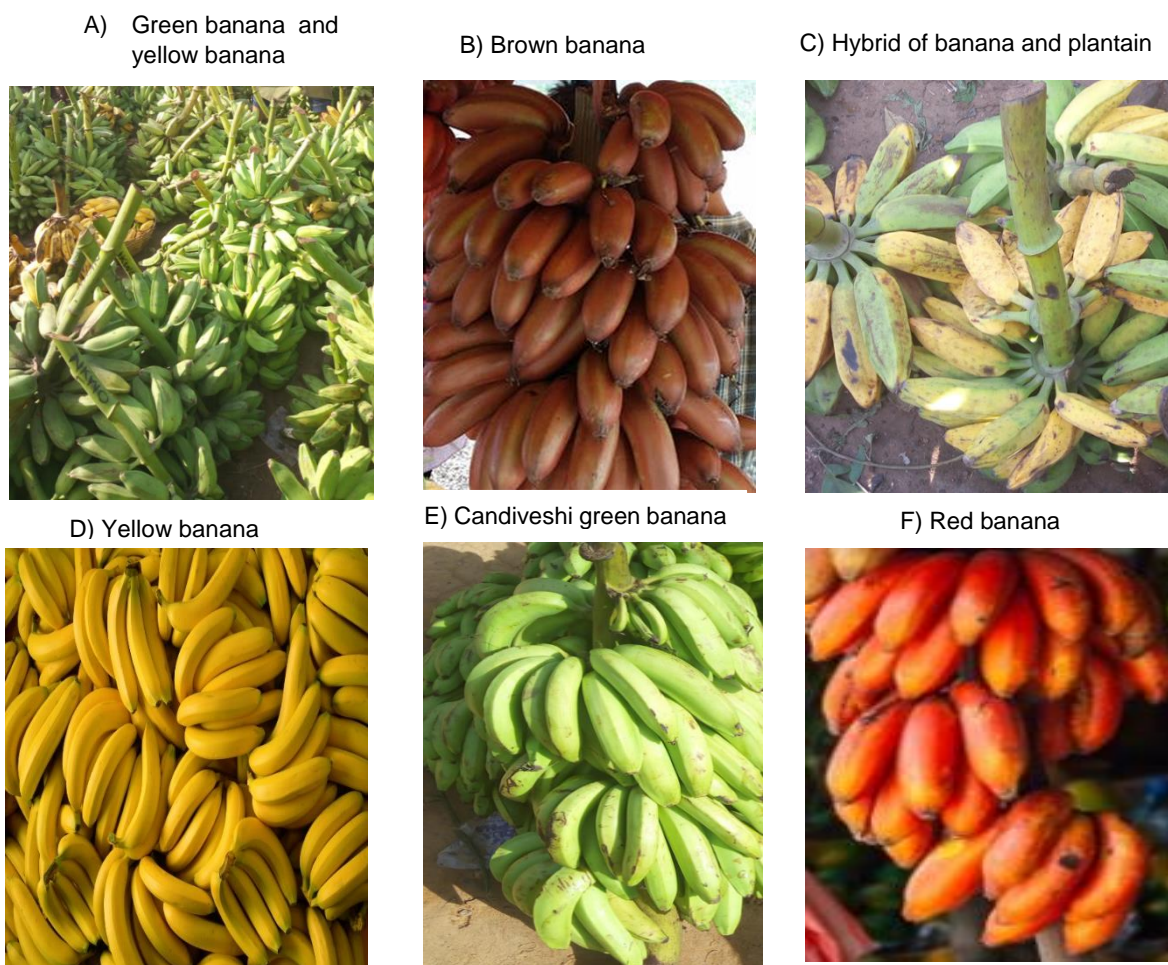 A) Green banana and
yellow banana
B) Brown banana
C) Hybrid of banana and plantain
D) Yellow banana
E) Candiveshi green banana
F) Red banana